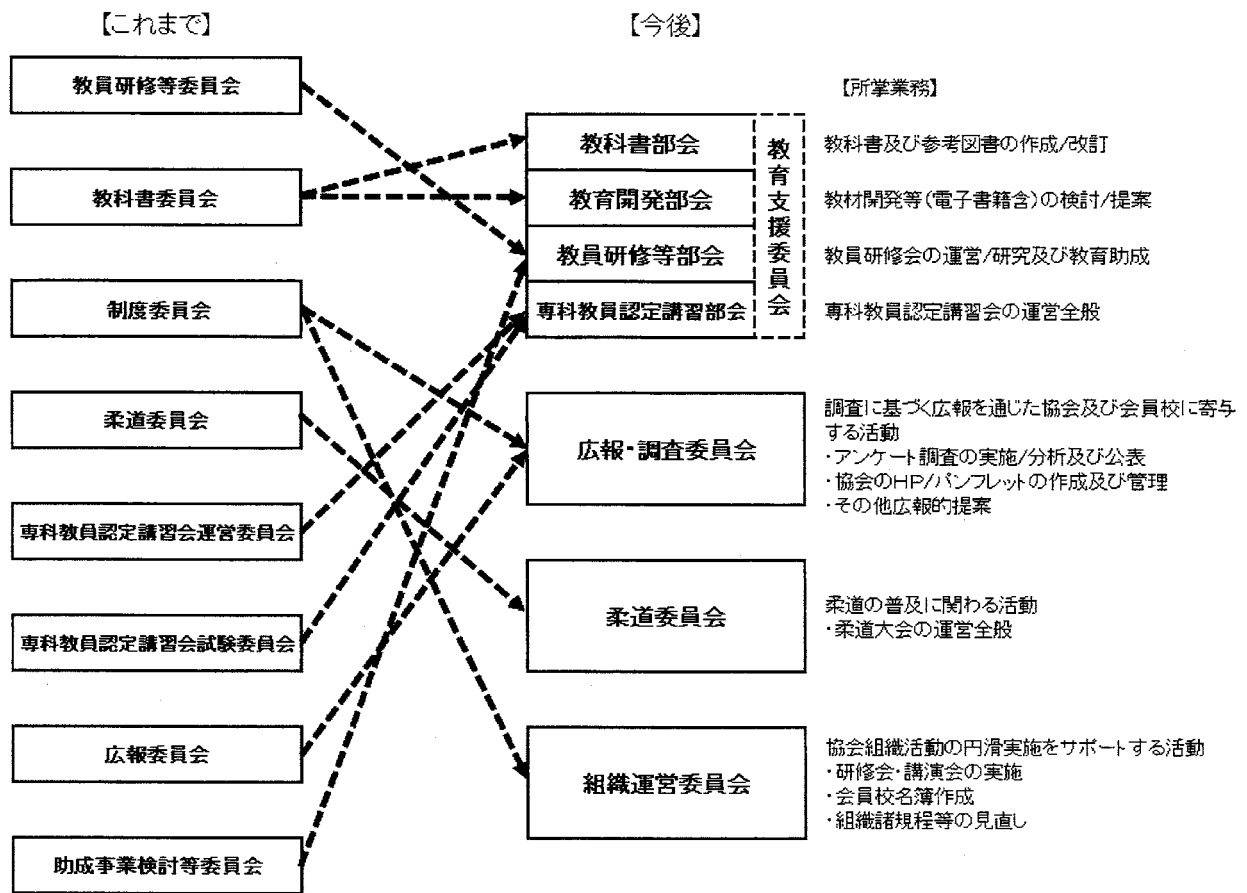 【これまで】
教員研修等委員会
教科書委員会
制度委員会
柔道委員会
専科教員認定講習会運営委員会
専科教員認定講習会試験委員会
広報委員会
助成事業検討等委員会
【今後】
【所掌業務】
教育支援委員会
教科書部会
教科書及び参考図書の作成/改訂
教育開発部会
教材開発等(電子書籍含)の検討/提案
教員研修等部会
教員研修会の運営/研究及び教育助成
専科教員認定講習部会
専科教員認定講習会の運営全般
広報・調査委員会
調査に基づく広報を通じた協会及び会員校に寄与
する活動
・アンケート調査の実施/分析及び公表
・協会のHP/パンフレットの作成及び管理
・その他広報的提案
柔道委員会
柔道の普及に関わる活動
・柔道大会の運営全般
組織運営委員会
協会組織活動の円滑実施をサポートする活動
・研修会・講演会の実施
・会員校名簿作成
・組織諸規程等の見直し